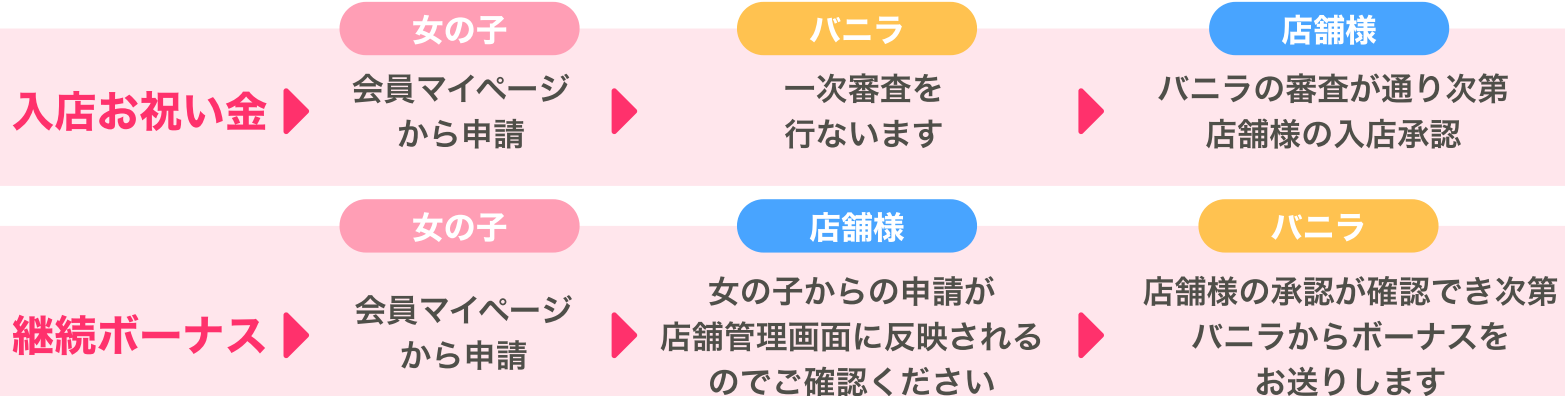 女の子
バニラ
店舗様
入店お祝い金
会員マイページ
から申請
一次審査を
行ないます
バニラの審査が通り次第
店舗様の入店承認
女の子
店舗様
バニラ
継続ボーナス
会員マイページ
から申請
女の子からの申請が
店舗管理画面に反映される
のでご確認ください
店舗様の承認が確認でき次第
バニラからボーナスを
お送りします